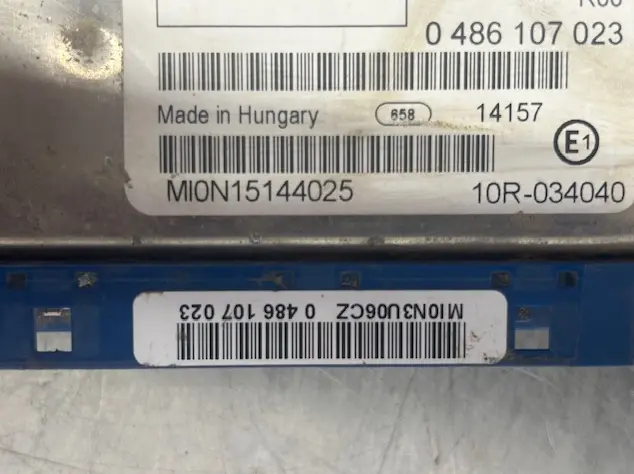 0 486 107 023
Made in Hungary 658 14157
E1
MI0N15144025 10R-034040
MI0N3U06CZ 0 486 107 023